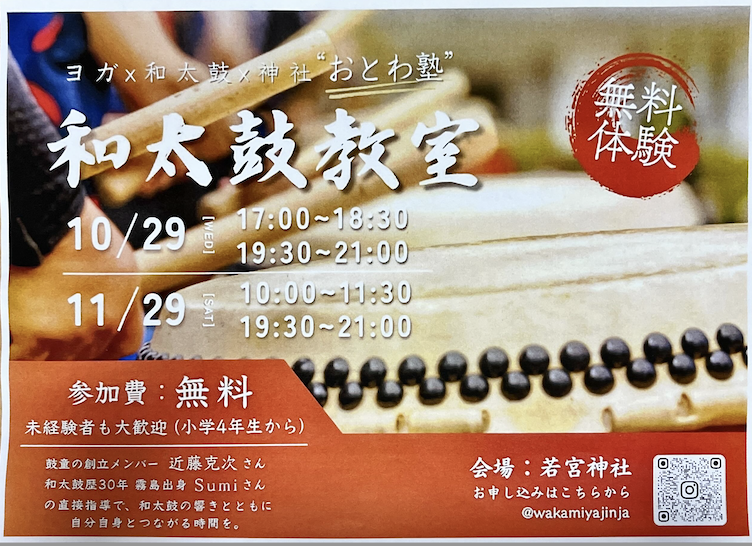 ヨガx和太鼓x神社“おとわ塾”
無料
体験
和太鼓教室
10/29 [WED] 17:00~18:30
19:30~21:00
11/29 [SAT] 10:00~11:30
19:30~21:00
参加費：無料
未経験者も大歓迎 (小学4年生から)
鼓童の創立メンバー 近藤克次さん
和太鼓歴30年 霧島出身 Sumiさん
の直接指導で、和太鼓の響きとともに
自分自身とつながる時間を。
会場：若宮神社
お申し込みはこちらから
@wakamiyajinja